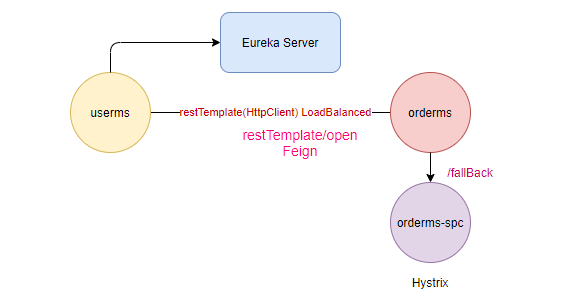 Eureka Server
userms
restTemplate(HttpClient) LoadBalanced
orderms
restTemplate/open
Feign
/fallBack
orderms-spc
Hystrix